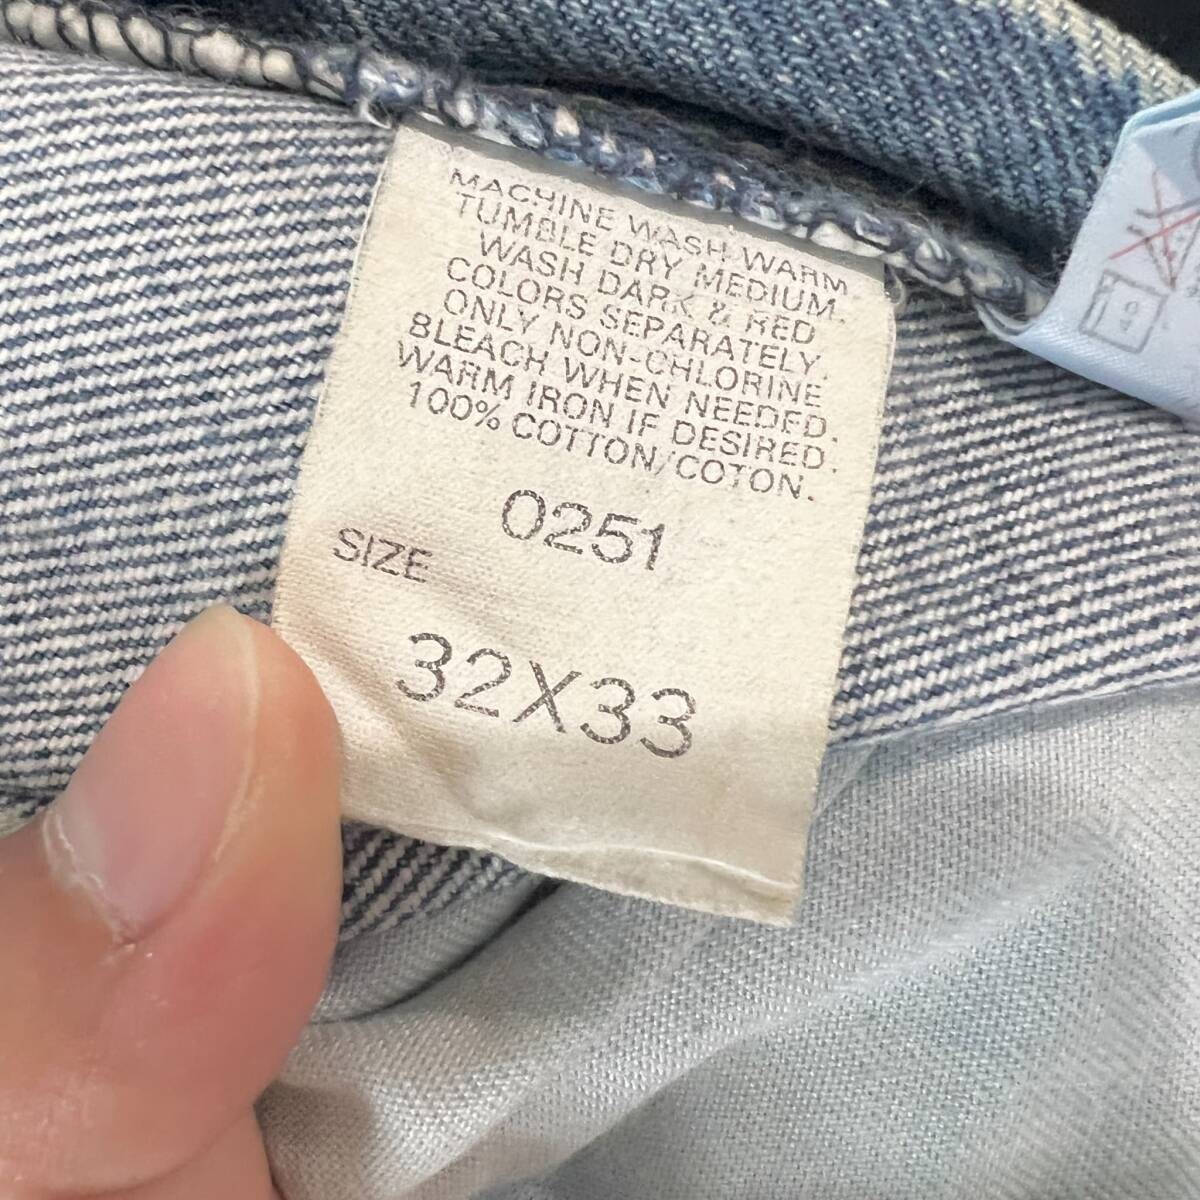 MACHINE WASH WARM
TUMBLE DRY MEDIUM.
WASH DARK & RED
COLORS SEPARATELY.
ONLY NON-CHLORINE
BLEACH WHEN NEEDED.
WARM IRON IF DESIRED.
100% COTTON/COTON.
0251
SIZE
32X33